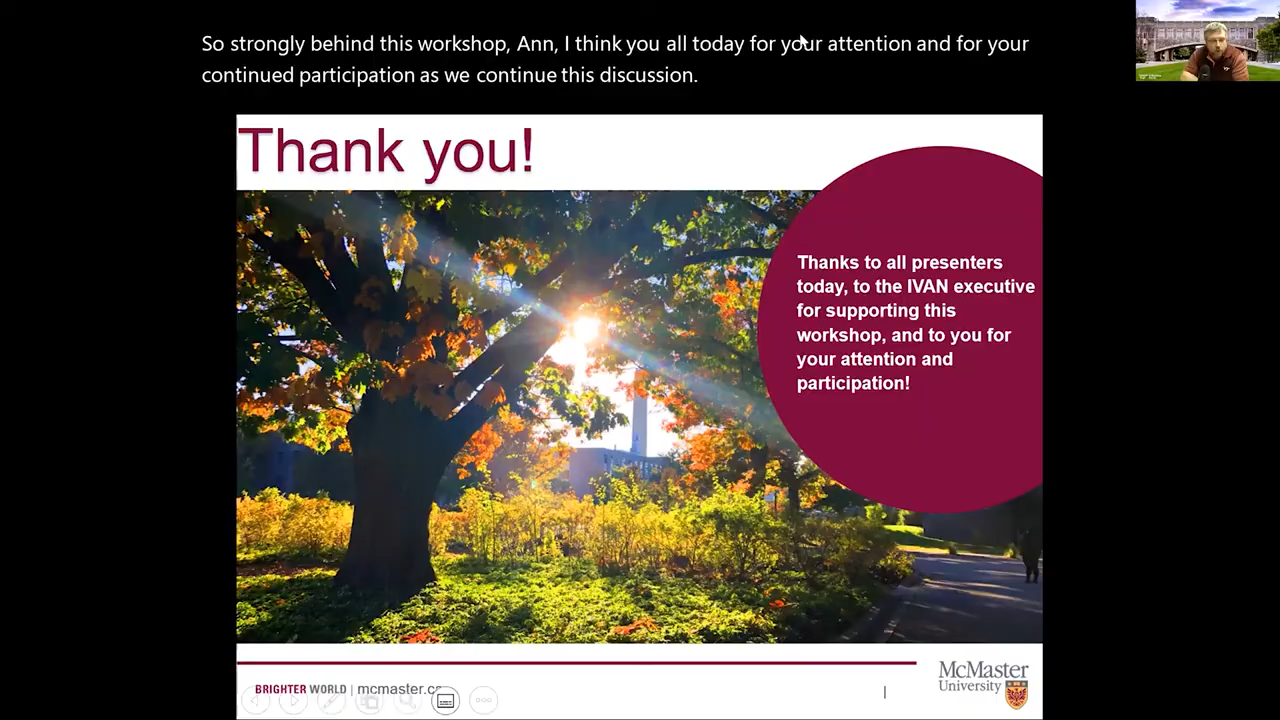 So strongly behind this workshop, Ann, I think you all today for your attention and for your
continued participation as we continue this discussion.
Thank you!
Thanks to all presenters
today, to the IVAN executive
for supporting this
workshop, and to you for
your attention and
participation!
BRIGHTER WORLD | mcmaster.ca
McMaster
University